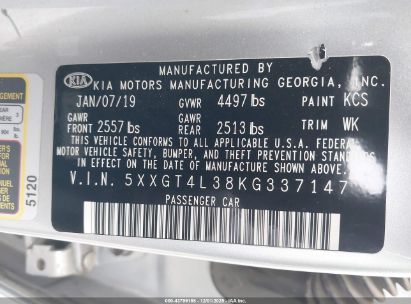 MANUFACTURED BY
KIA
KIA MOTORS MANUFACTURING GEORGIA, INC.
JAN/07/19 GVWR 4497 lbs PAINT KCS
GAWR GAWR
FRONT 2557 lbs REAR 2513 lbs TRIM WK
THIS VEHICLE CONFORMS TO ALL APPLICABLE U.S.A. FEDERAL
MOTOR VEHICLE SAFETY, BUMPER, AND THEFT PREVENTION STANDARDS
IN EFFECT ON THE DATE OF MANUFACTURE SHOWN ABOVE.
V.I.N. 5XXGT4L38KG337147
PASSENGER CAR
5120